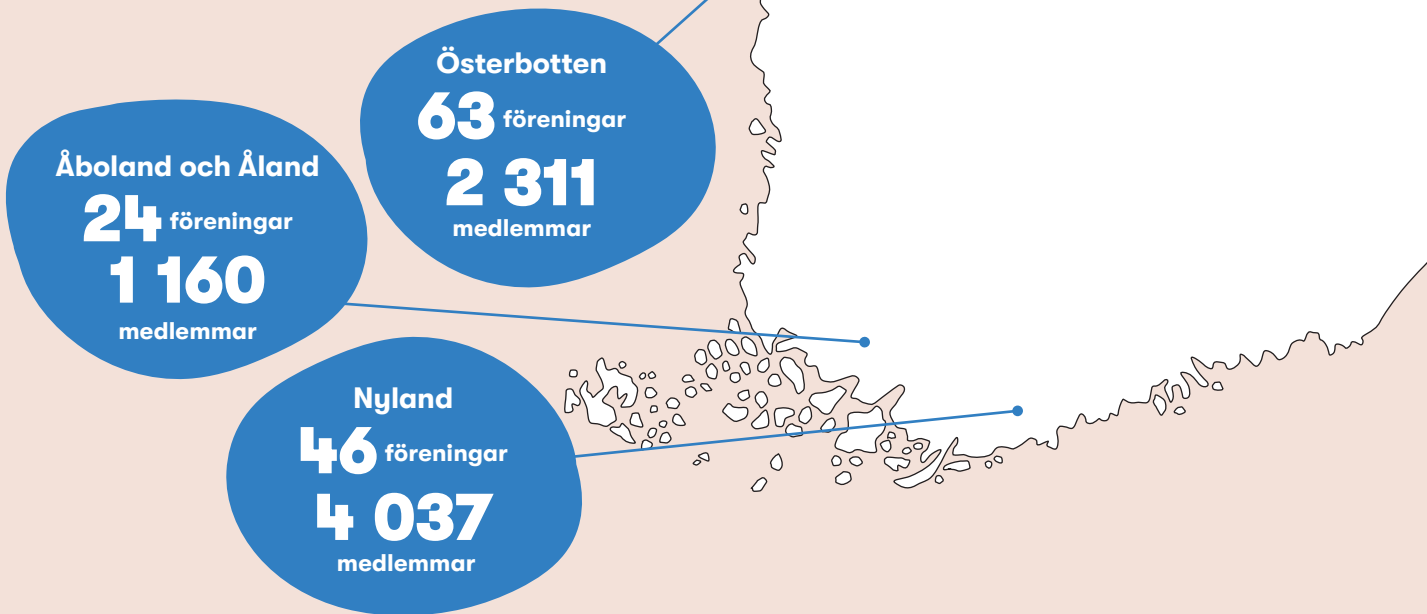 Österbotten
63 föreningar
2 311
medlemmar
Åboland och Åland
24 föreningar
1 160
medlemmar
Nyland
46 föreningar
4 037
medlemmar